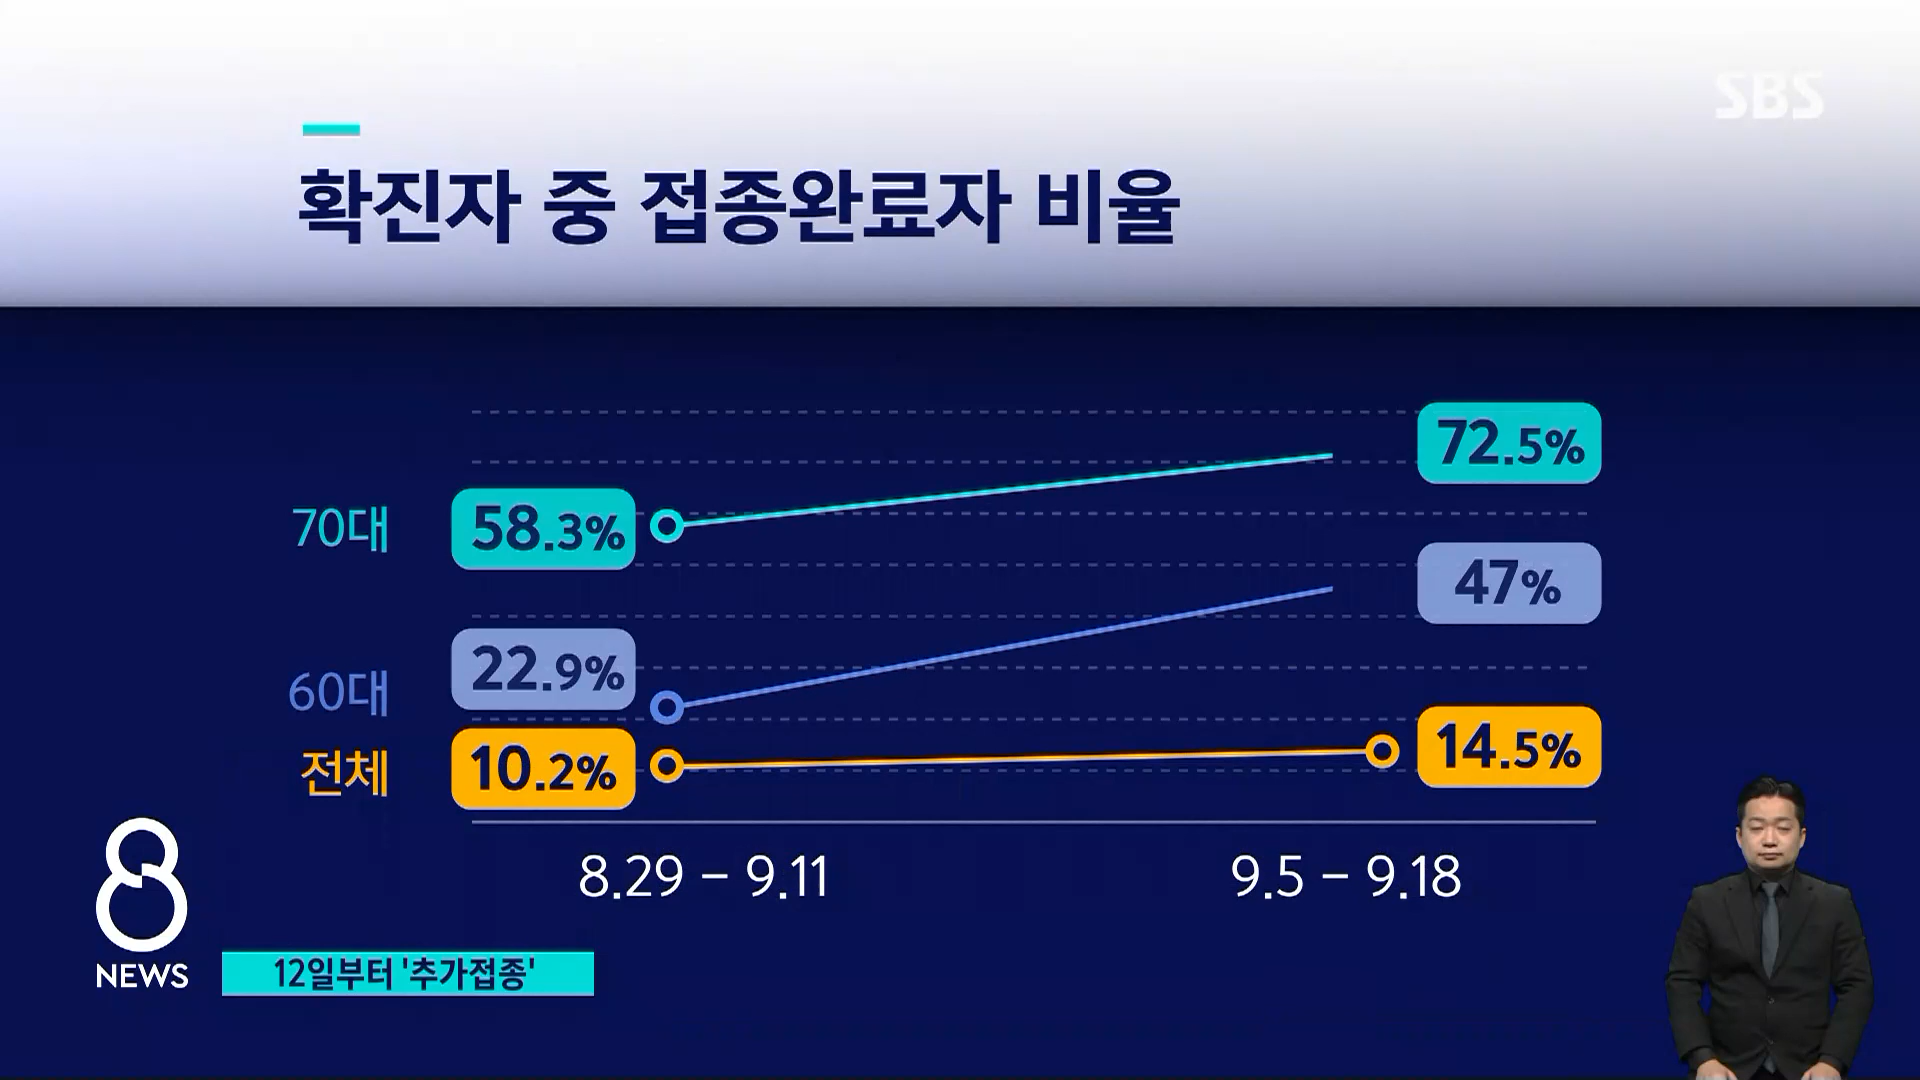 SBS
확진자 중 접종완료자 비율
70대 58.3% 72.5%
60대 22.9% 47%
전체 10.2% 14.5%
8.29 – 9.11 9.5 – 9.18
8 NEWS
12일부터 '추가접종'